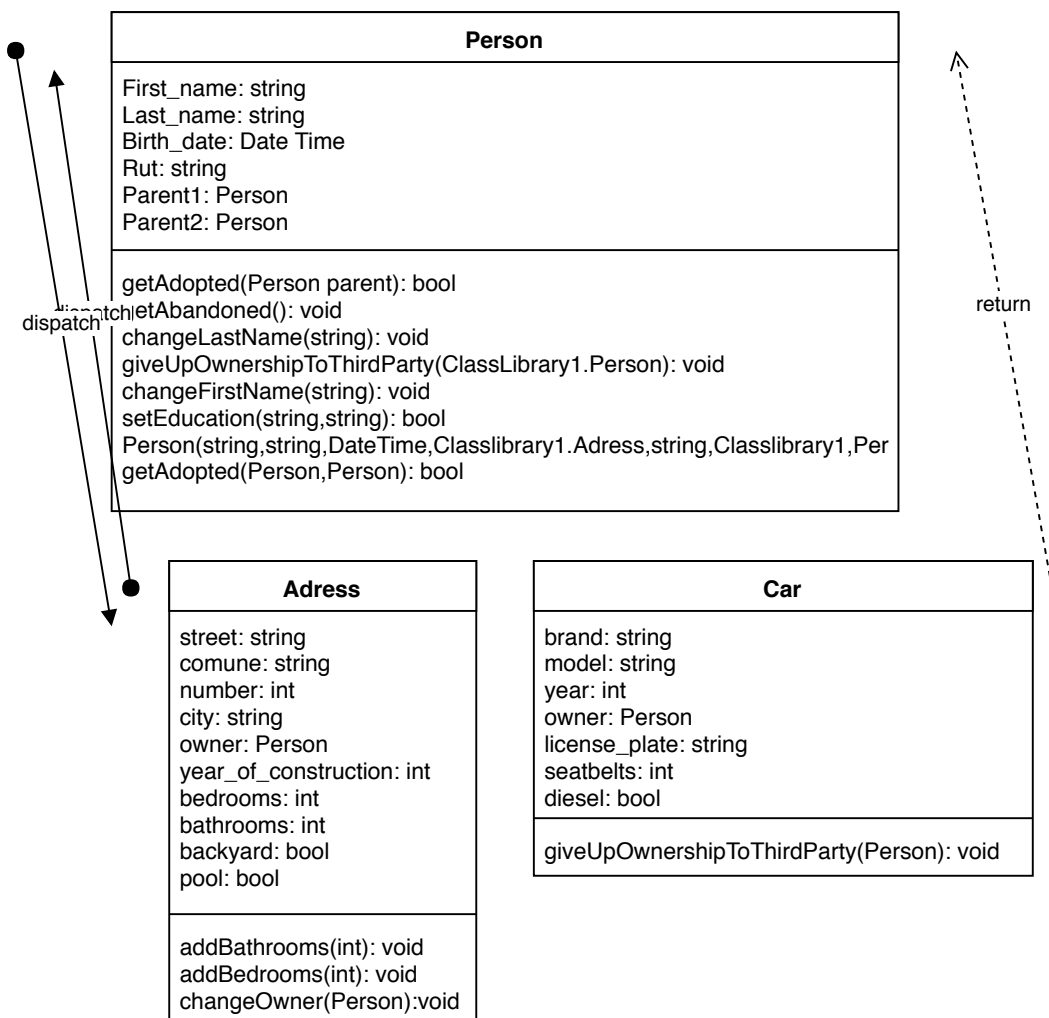 Person
First_name: string
Last_name: string
Birth_date: Date Time
Rut: string
Parent1: Person
Parent2: Person
getAdopted(Person parent): bool
etAbandoned(): void
changeLastName(string): void
giveUpOwnershipToThirdParty(ClassLibrary1.Person): void
changeFirstName(string): void
setEducation(string,string): bool
Person(string,string,DateTime,Classlibrary1.Adress,string,Classlibrary1,Per
getAdopted(Person,Person): bool
dispatch
dispatch
return
Adress
street: string
comune: string
number: int
city: string
owner: Person
year_of_construction: int
bedrooms: int
bathrooms: int
backyard: bool
pool: bool
addBathrooms(int): void
addBedrooms(int): void
changeOwner(Person):void
Car
brand: string
model: string
year: int
owner: Person
license_plate: string
seatbelts: int
diesel: bool
giveUpOwnershipToThirdParty(Person): void